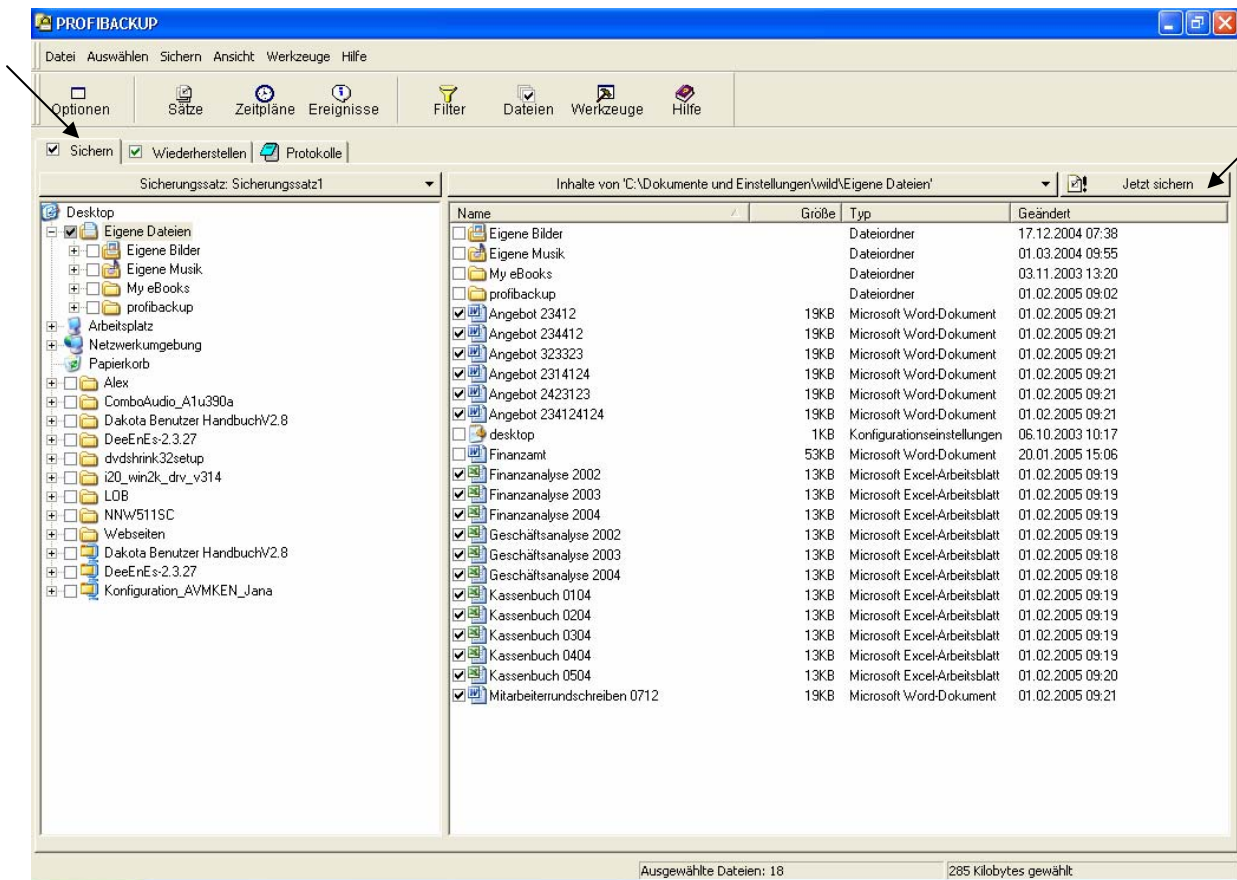 PROFIBACKUP
Datei Auswählen Sichern Ansicht Werkzeuge Hilfe
Optionen Sätze Zeitpläne Ereignisse Filter Dateien Werkzeuge Hilfe
Sichern Wiederherstellen Protokolle
Sicherungssatz: Sicherungssatz1
Inhalte von 'C:\Dokumente und Einstellungen\wild\Eigene Dateien' Jetzt sichern
Desktop
Eigene Dateien
Eigene Bilder
Eigene Musik
My eBooks
profibackup
Arbeitsplatz
Netzwerkumgebung
Papierkorb
Alex
ComboAudio_A1u390a
Dakota Benutzer HandbuchV2.8
DeeEnEs-2.3.27
dvdshrink32setup
i20_win2k_drv_v314
LOB
NNW511SC
Webseiten
Dakota Benutzer HandbuchV2.8
DeeEnEs-2.3.27
Konfiguration_AVMKEN_Jana
Name Größe Typ Geändert
Eigene Bilder Dateiordner 17.12.2004 07:38
Eigene Musik Dateiordner 01.03.2004 09:55
My eBooks Dateiordner 03.11.2003 13:20
profibackup Dateiordner 01.02.2005 09:02
Angebot 23412 19KB Microsoft Word-Dokument 01.02.2005 09:21
Angebot 234412 19KB Microsoft Word-Dokument 01.02.2005 09:21
Angebot 323323 19KB Microsoft Word-Dokument 01.02.2005 09:21
Angebot 2314124 19KB Microsoft Word-Dokument 01.02.2005 09:21
Angebot 2423123 19KB Microsoft Word-Dokument 01.02.2005 09:21
Angebot 234124124 19KB Microsoft Word-Dokument 01.02.2005 09:21
desktop 1KB Konfigurationseinstellungen 06.10.2003 10:17
Finanzamt 53KB Microsoft Word-Dokument 20.01.2005 15:06
Finanzanalyse 2002 13KB Microsoft Excel-Arbeitsblatt 01.02.2005 09:19
Finanzanalyse 2003 13KB Microsoft Excel-Arbeitsblatt 01.02.2005 09:19
Finanzanalyse 2004 13KB Microsoft Excel-Arbeitsblatt 01.02.2005 09:19
Geschäftsanalyse 2002 13KB Microsoft Excel-Arbeitsblatt 01.02.2005 09:19
Geschäftsanalyse 2003 13KB Microsoft Excel-Arbeitsblatt 01.02.2005 09:18
Geschäftsanalyse 2004 13KB Microsoft Excel-Arbeitsblatt 01.02.2005 09:18
Kassenbuch 0104 13KB Microsoft Excel-Arbeitsblatt 01.02.2005 09:19
Kassenbuch 0204 13KB Microsoft Excel-Arbeitsblatt 01.02.2005 09:19
Kassenbuch 0304 13KB Microsoft Excel-Arbeitsblatt 01.02.2005 09:19
Kassenbuch 0404 13KB Microsoft Excel-Arbeitsblatt 01.02.2005 09:19
Kassenbuch 0504 13KB Microsoft Excel-Arbeitsblatt 01.02.2005 09:20
Mitarbeiterrundschreiben 0712 19KB Microsoft Word-Dokument 01.02.2005 09:21
Ausgewählte Dateien: 18 285 Kilobytes gewählt